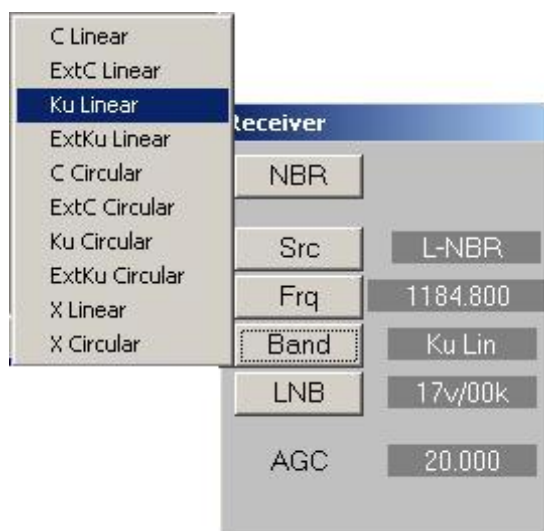 C Linear
ExtC Linear
Ku Linear
ExtKu Linear
C Circular
ExtC Circular
Ku Circular
ExtKu Circular
X Linear
X Circular
Receiver
NBR
Src L-NBR
Frq 1184.800
Band Ku Lin
LNB 17v/00k
AGC 20.000